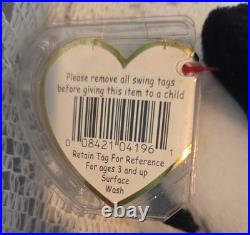 Please remove all swing tags
before giving this item to a child
0 08421 04196 1
Retain Tag For Reference
For ages 3 and up
Surface
Wash